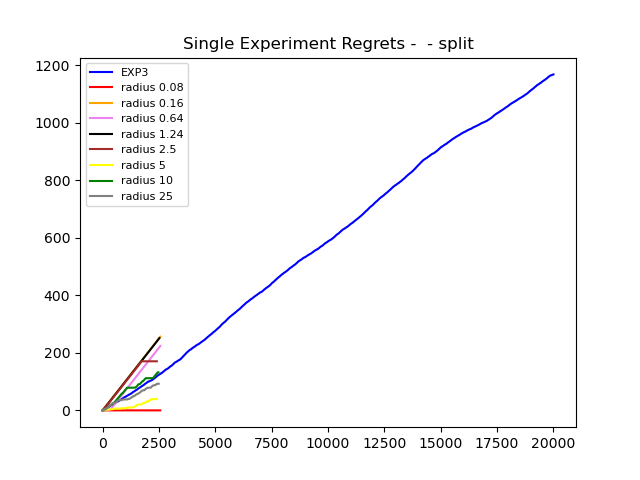 Single Experiment Regrets -  - split
1200
1000
800
600
400
200
0
EXP3
radius 0.08
radius 0.16
radius 0.64
radius 1.24
radius 2.5
radius 5
radius 10
radius 25
0 2500 5000 7500 10000 12500 15000 17500 20000